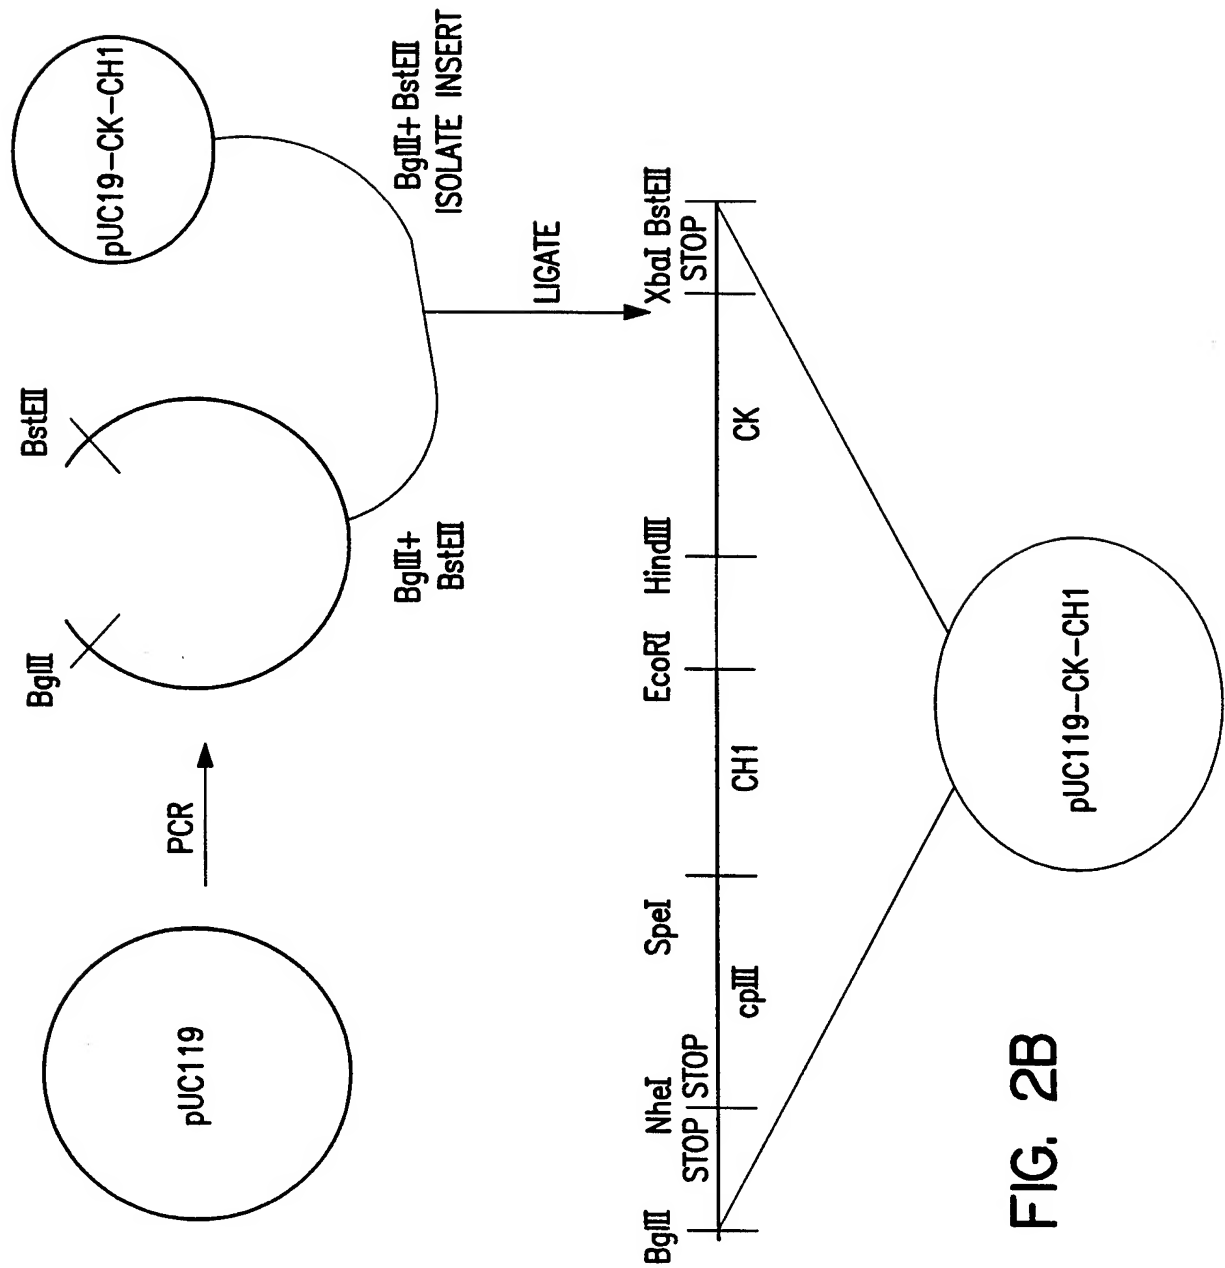 pUC119
PCR
BglII
BstEII
BglII+
BstEII
pUC19-CK-CH1
BglII+BstEII
ISOLATE INSERT
LIGATE
BglII
NheI
SpeI
EcoRI
HindIII
XbaI BstEII
STOP
STOP
STOP
cpIII
CH1
CK
pUC119-CK-CH1
FIG. 2B